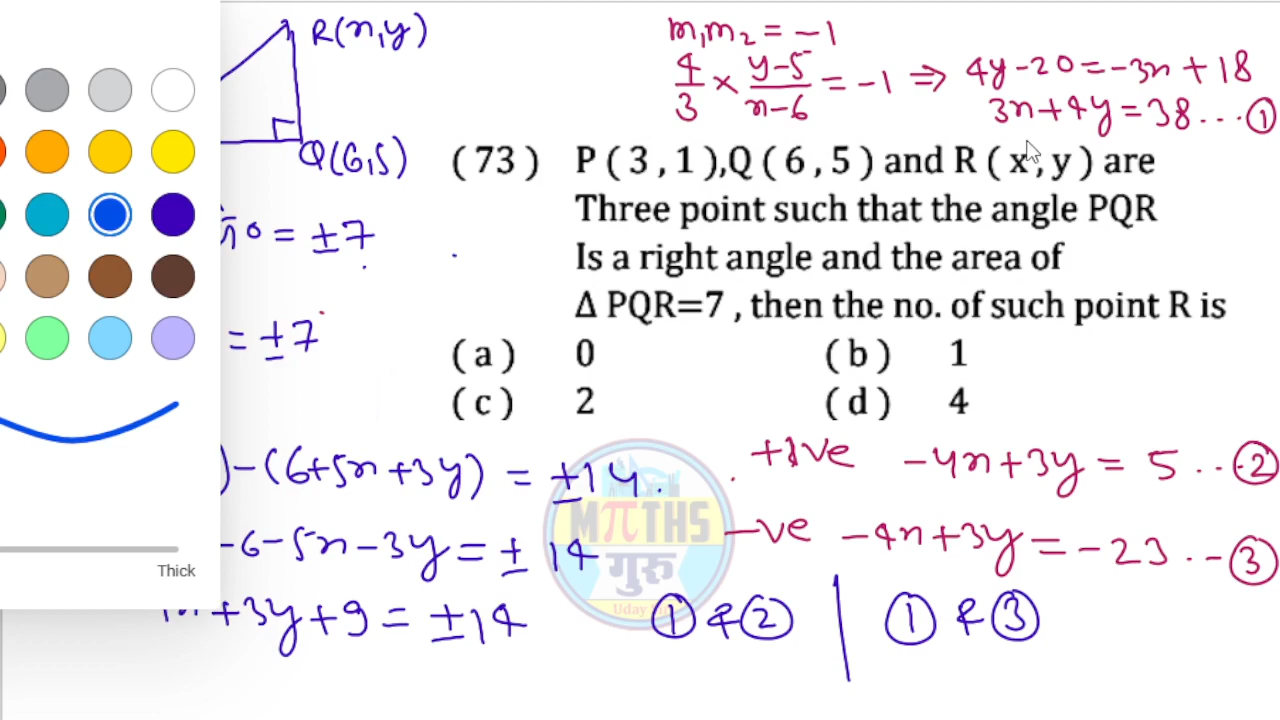 R(x,y)
Q(6,5)
m₁m₂ = -1
4/3 × (y-5)/(x-6) = -1 ⇒ 4y-20=-3x+18
3x+4y=38...①
(73) P(3,1),Q(6,5) and R(x,y) are
Three point such that the angle PQR
Is a right angle and the area of
Δ PQR=7, then the no. of such point R is
(a) 0 (b) 1
(c) 2 (d) 4
= ±7
= ±7
)-(6+5x+3y) = ±14.
-6-5x-3y = ±14
+3y+9 = ±14
+ive -4x+3y = 5...②
-ve -4x+3y = -23..③
①&② | ①&③
MπTHS
गुरु
Uday
Thick